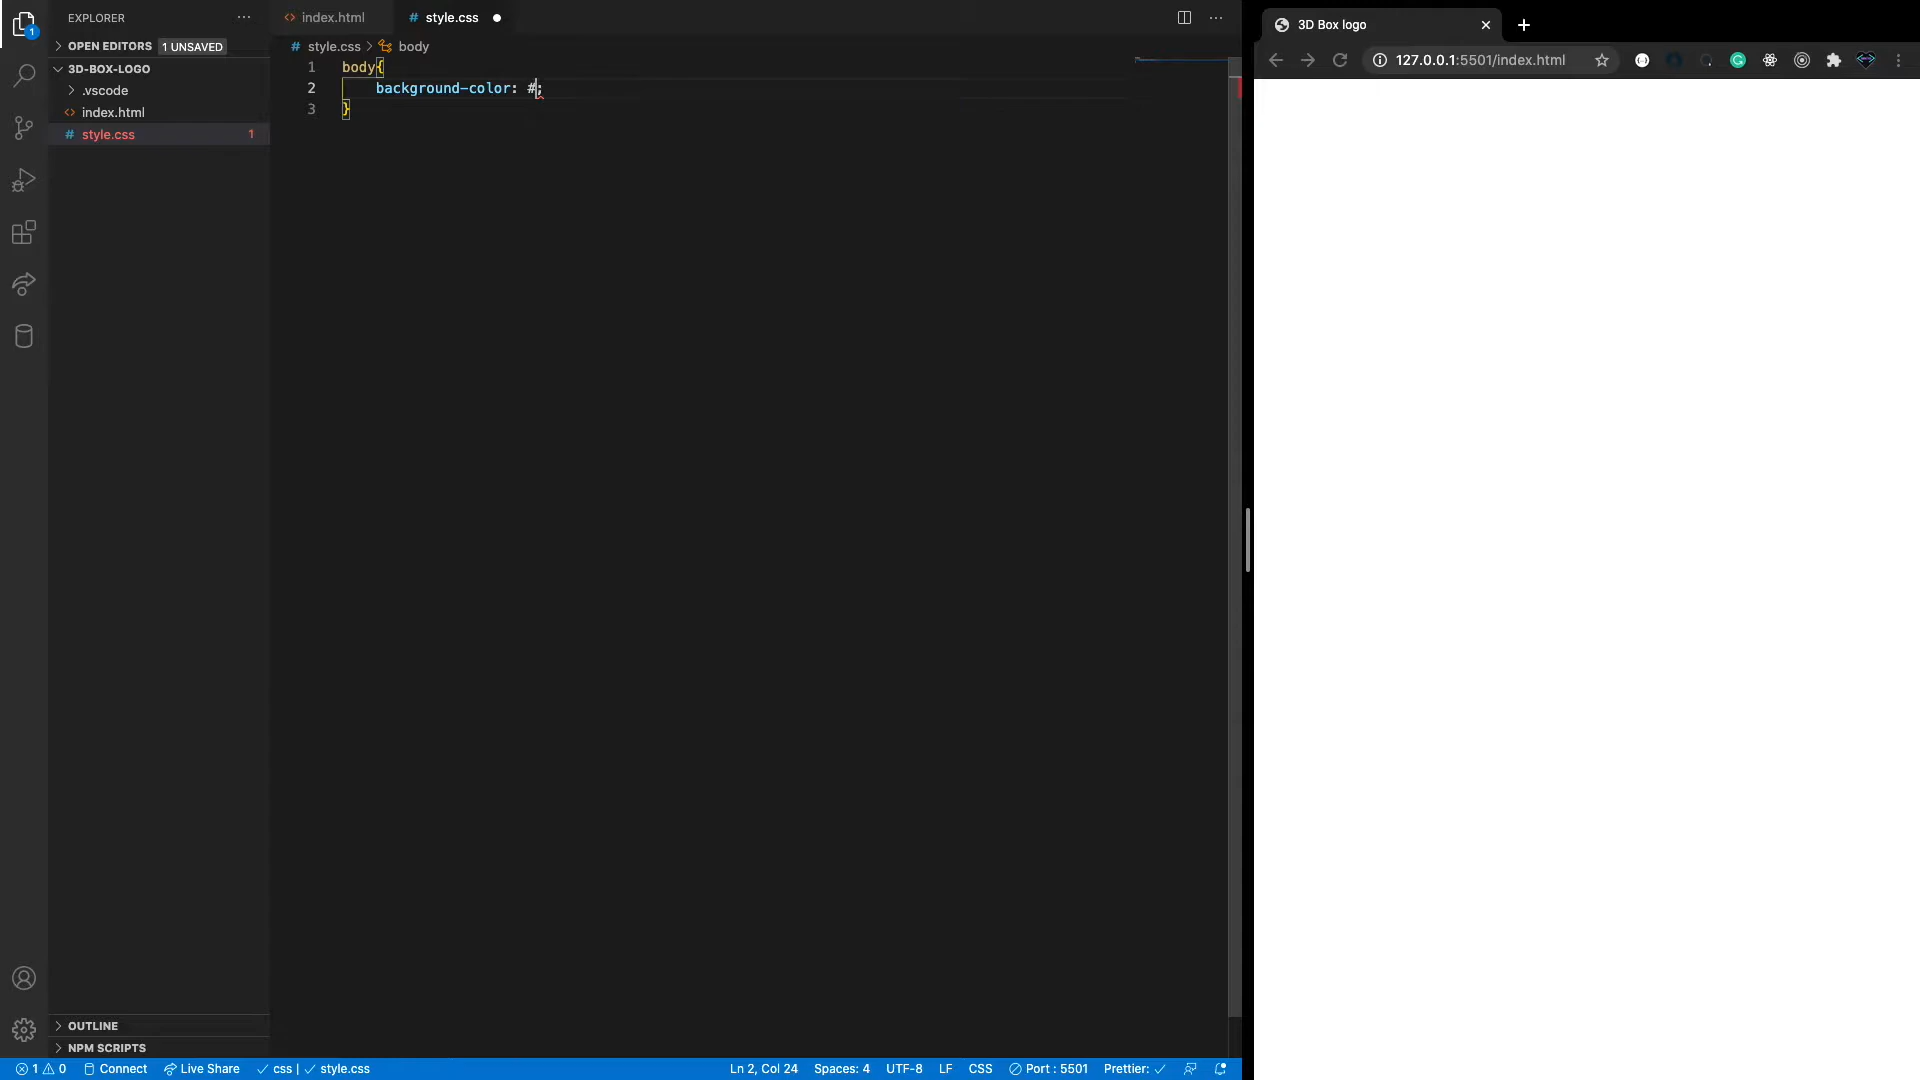 EXPLORER
OPEN EDITORS 1 UNSAVED
3D-BOX-LOGO
.vscode
index.html
# style.css 1
1
index.html
# style.css
# style.css > body
1 body{
2 background-color: #;
3 }
OUTLINE
NPM SCRIPTS
1 0 Connect Live Share css | style.css Ln 2, Col 24 Spaces: 4 UTF-8 LF CSS Port : 5501 Prettier:
3D Box logo
127.0.0.1:5501/index.html